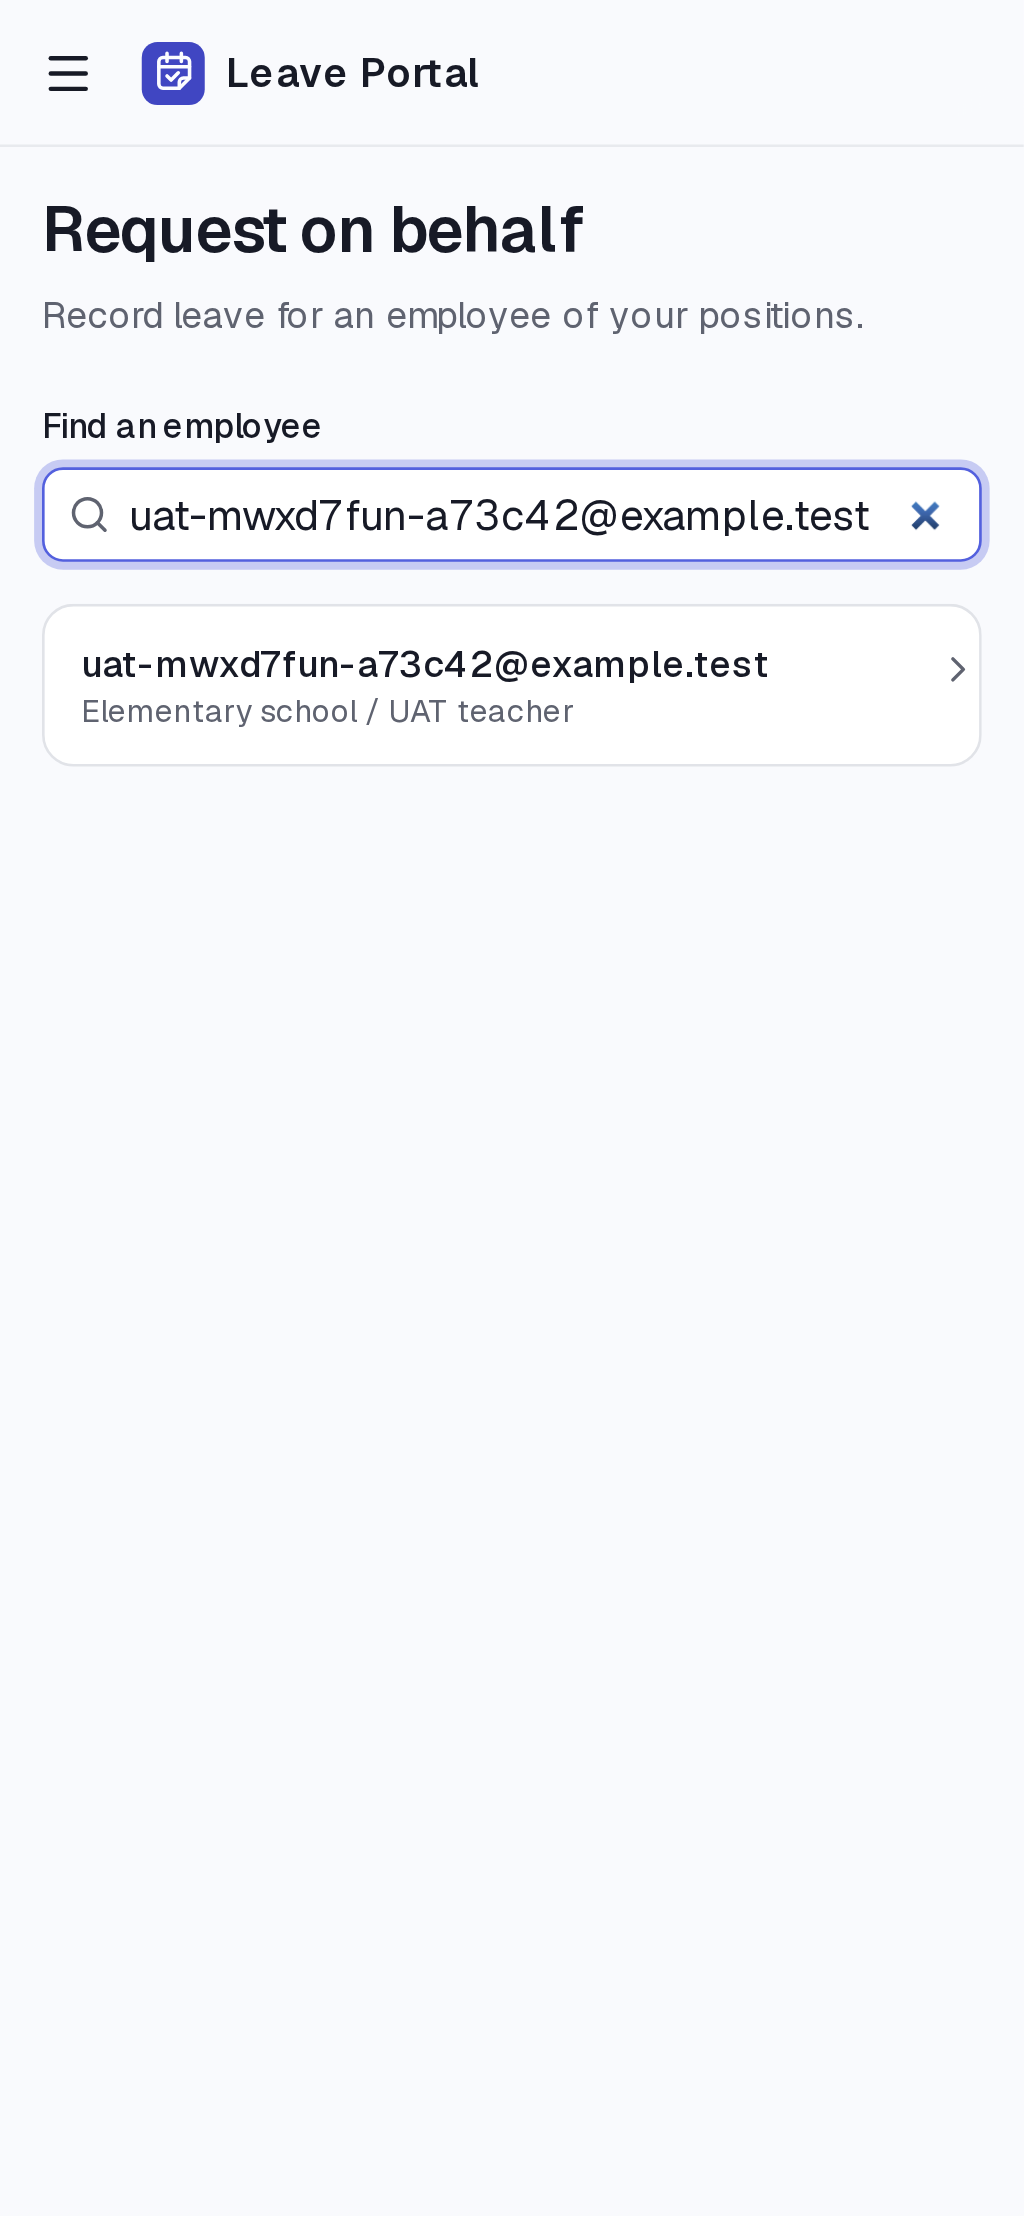 Leave Portal
Request on behalf
Record leave for an employee of your positions.
Find an employee
uat-mwxd7fun-a73c42@example.test
uat-mwxd7fun-a73c42@example.test
Elementary school / UAT teacher